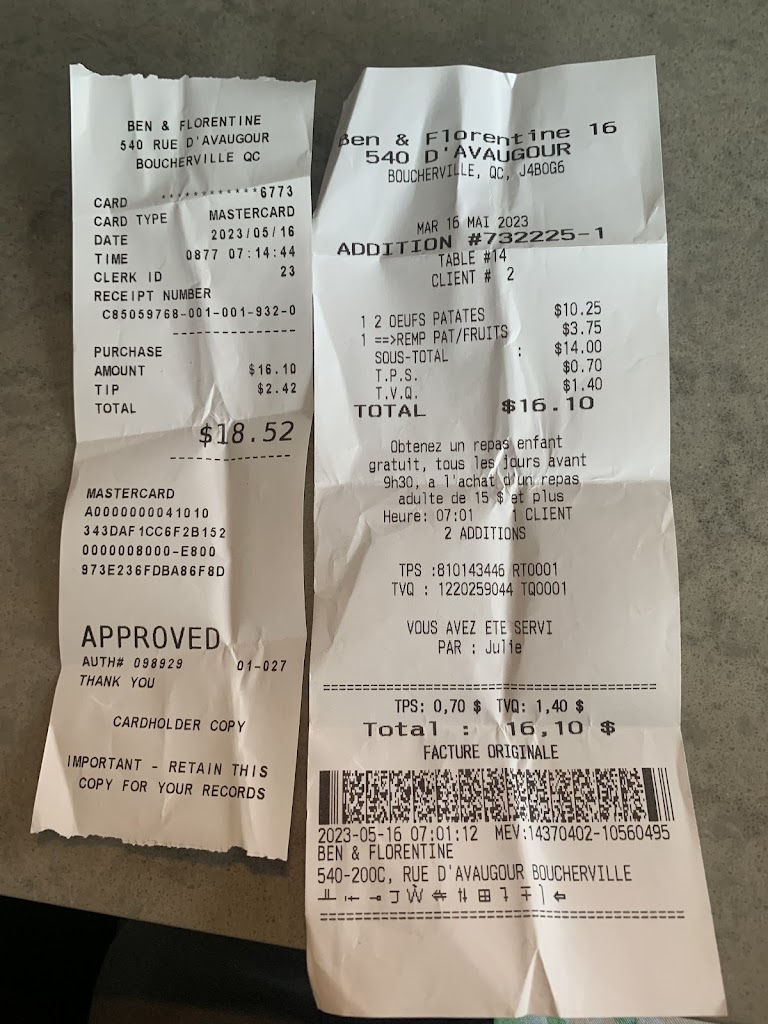 BEN & FLORENTINE
540 RUE D'AVAUGOUR
BOUCHERVILLE QC
CARD ************6773
CARD TYPE MASTERCARD
DATE 2023/05/16
TIME 0877 07:14:44
CLERK ID 23
RECEIPT NUMBER
C85059768-001-001-932-0
---------------
PURCHASE
AMOUNT $16.10
TIP $2.42
TOTAL
$18.52
---------------
MASTERCARD
A0000000041010
343DAF1CC6F2B152
0000008000-E800
973E236FDBA86F8D
APPROVED
AUTH# 098929 01-027
THANK YOU
CARDHOLDER COPY
IMPORTANT - RETAIN THIS
COPY FOR YOUR RECORDS
Ben & Florentine 16
540 D'AVAUGOUR
BOUCHERVILLE, QC, J4B0G6
MAR 16 MAI 2023
ADDITION #732225-1
TABLE #14
CLIENT # 2
1 2 OEUFS PATATES $10.25
1 ==>REMP PAT/FRUITS $3.75
SOUS-TOTAL : $14.00
T.P.S. $0.70
T.V.Q. $1.40
TOTAL $16.10
Obtenez un repas enfant
gratuit, tous les jours avant
9h30, a l'achat d'un repas
adulte de 15 $ et plus
Heure: 07:01 1 CLIENT
2 ADDITIONS
TPS :810143446 RT0001
TVQ : 1220259044 TQ0001
VOUS AVEZ ETE SERVI
PAR : Julie
==========================================
TPS: 0,70 $ TVQ: 1,40 $
Total : 16,10 $
FACTURE ORIGINALE
2023-05-16 07:01:12 MEV:14370402-10560495
BEN & FLORENTINE
540-200C, RUE D'AVAUGOUR BOUCHERVILLE
==========================================